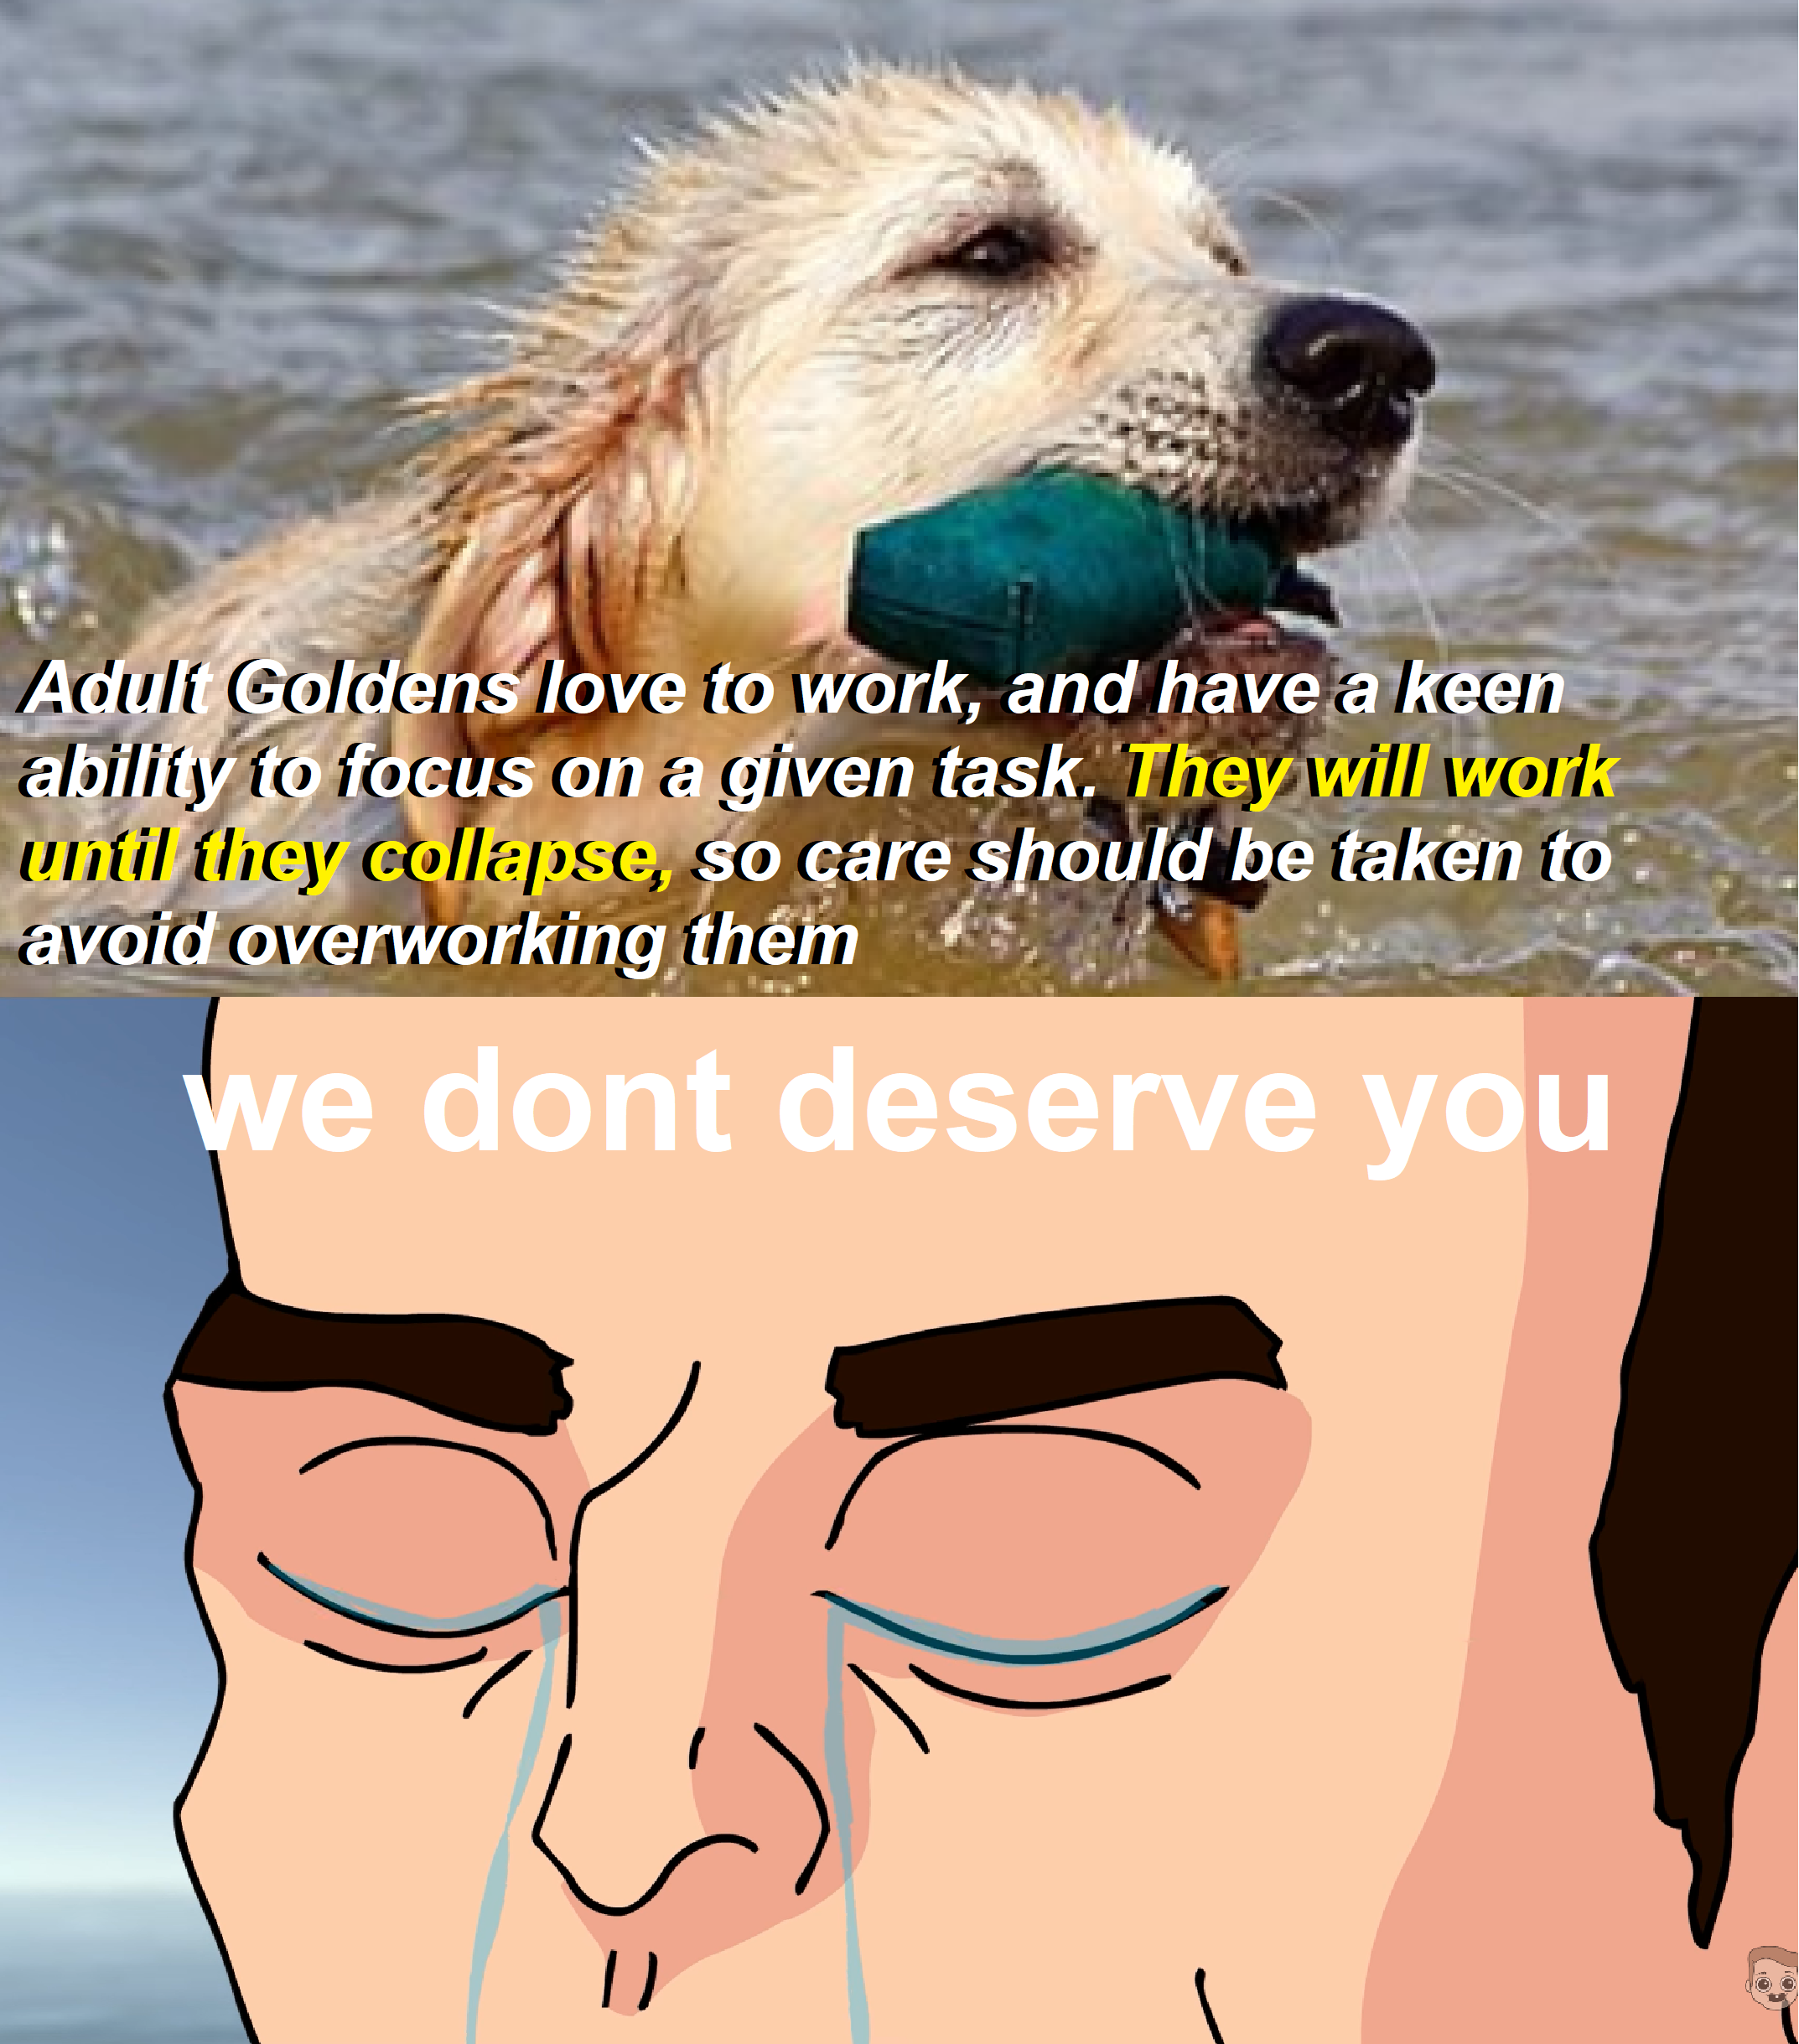 Adult Goldens love to work, and have a keen
ability to focus on a given task. They will work
until they collapse, so care should be taken to
avoid overworking them
we dont deserve you